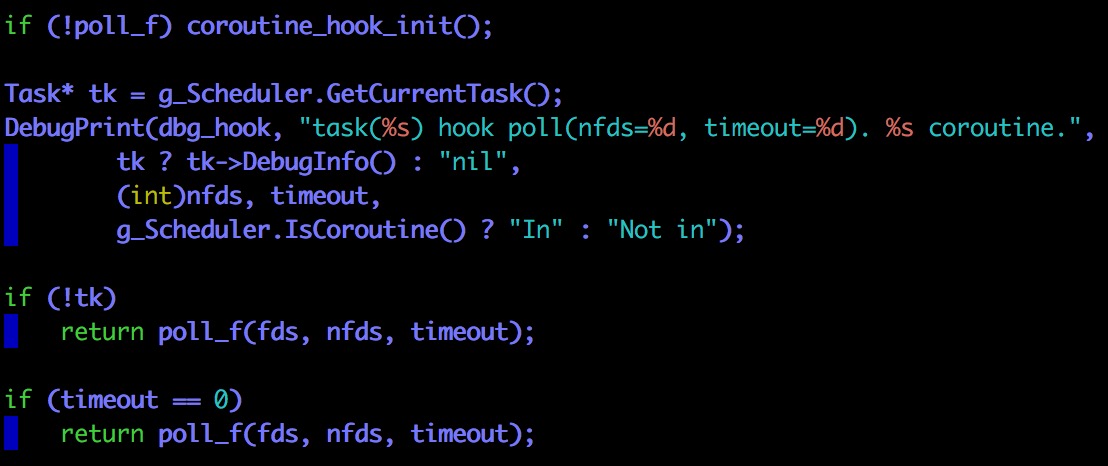 if (!poll_f) coroutine_hook_init();
Task* tk = g_Scheduler.GetCurrentTask();
DebugPrint(dbg_hook, "task(%s) hook poll(nfds=%d, timeout=%d). %s coroutine.",
tk ? tk->DebugInfo() : "nil",
(int)nfds, timeout,
g_Scheduler.IsCoroutine() ? "In" : "Not in");
if (!tk)
return poll_f(fds, nfds, timeout);
if (timeout == 0)
return poll_f(fds, nfds, timeout);